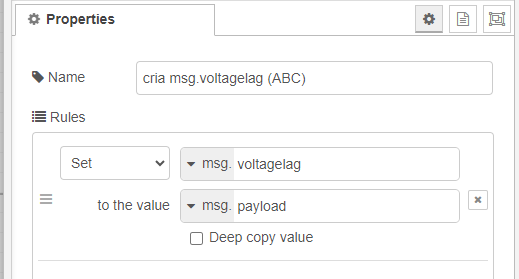 Properties
Name
cria msg.voltagelag (ABC)
Rules
Set
msg. voltagelag
to the value
msg. payload
Deep copy value